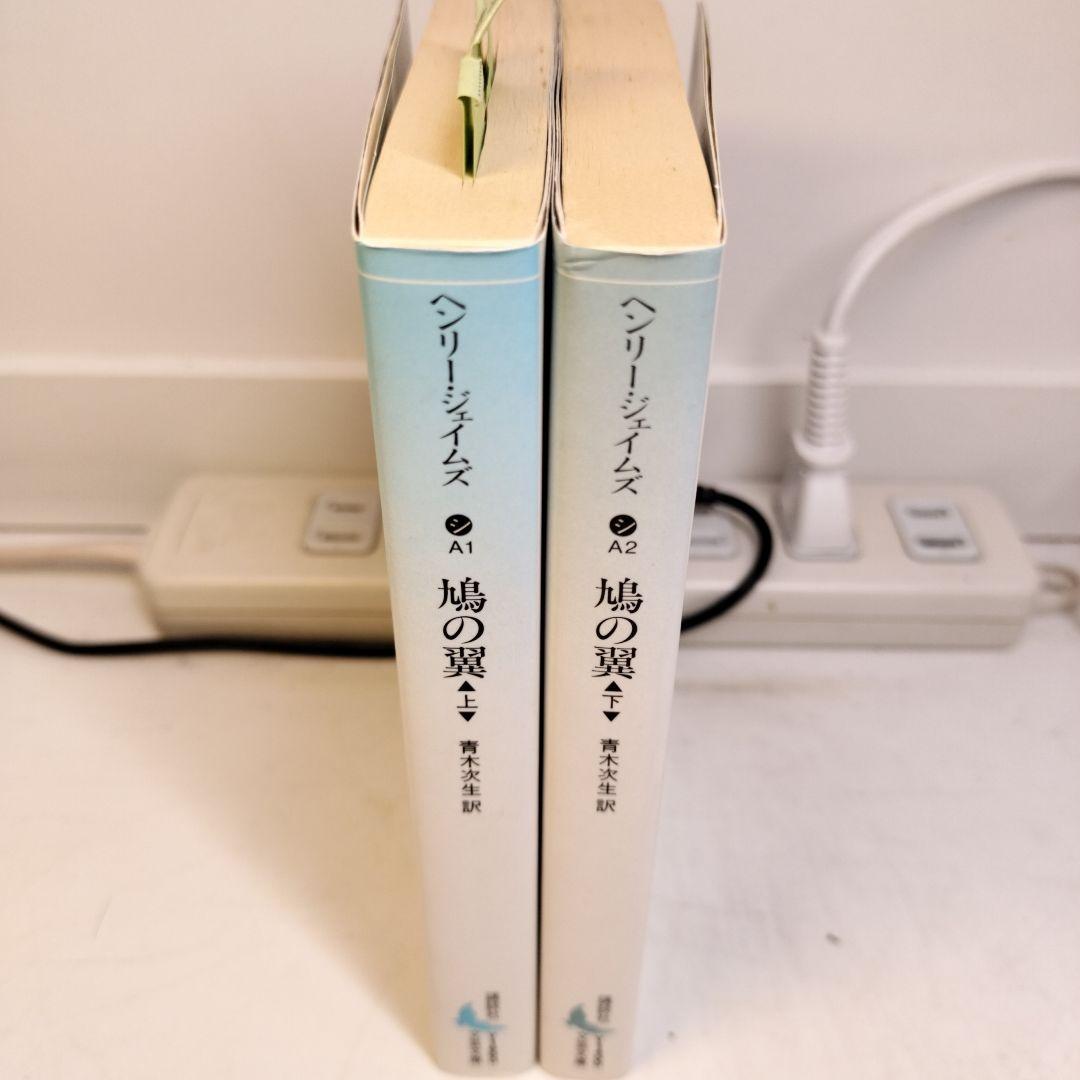 ヘンリー・ジェイムズ
シ
A1
鳩の翼
▲上▼
青木次生訳
ヘンリー・ジェイムズ
シ
A2
鳩の翼
▲下▼
青木次生訳